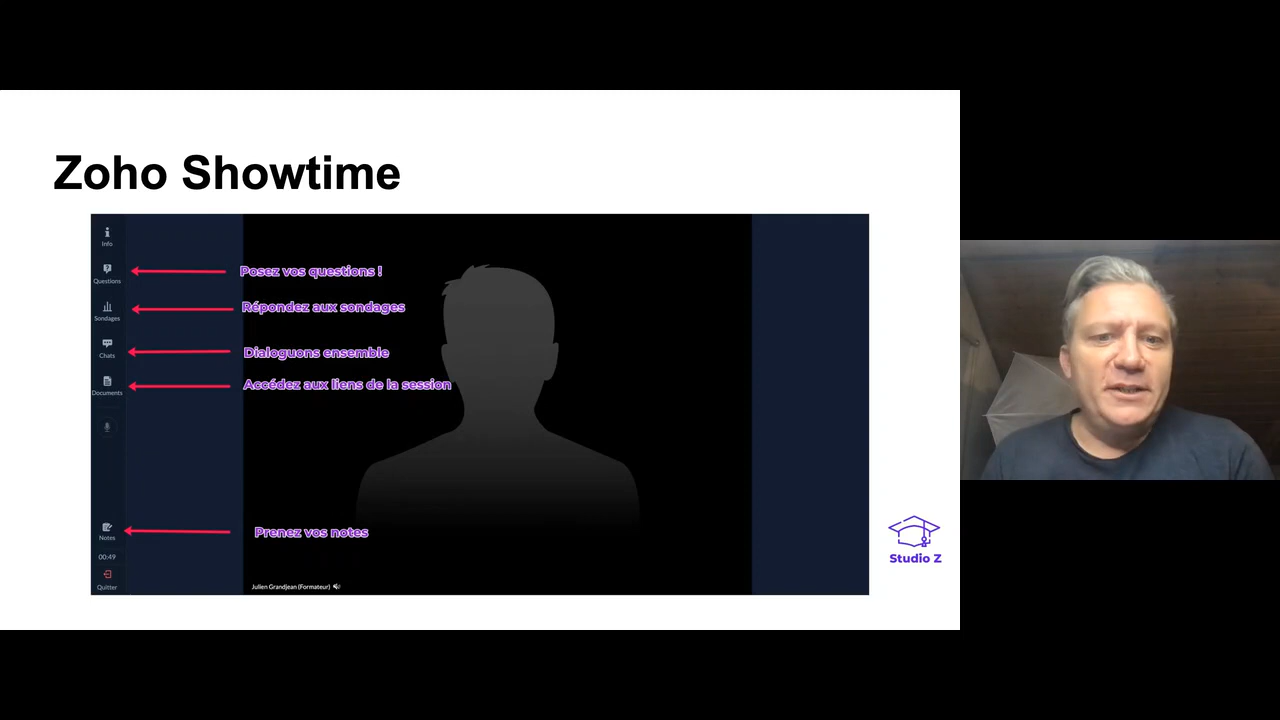 Zoho Showtime
Info
Questions
Posez vos questions !
Sondages
Répondez aux sondages
Chats
Dialoguons ensemble
Documents
Accédez aux liens de la session
Notes
Prenez vos notes
00:49
Quitter
Julien Grandjean (Formateur)
Studio Z